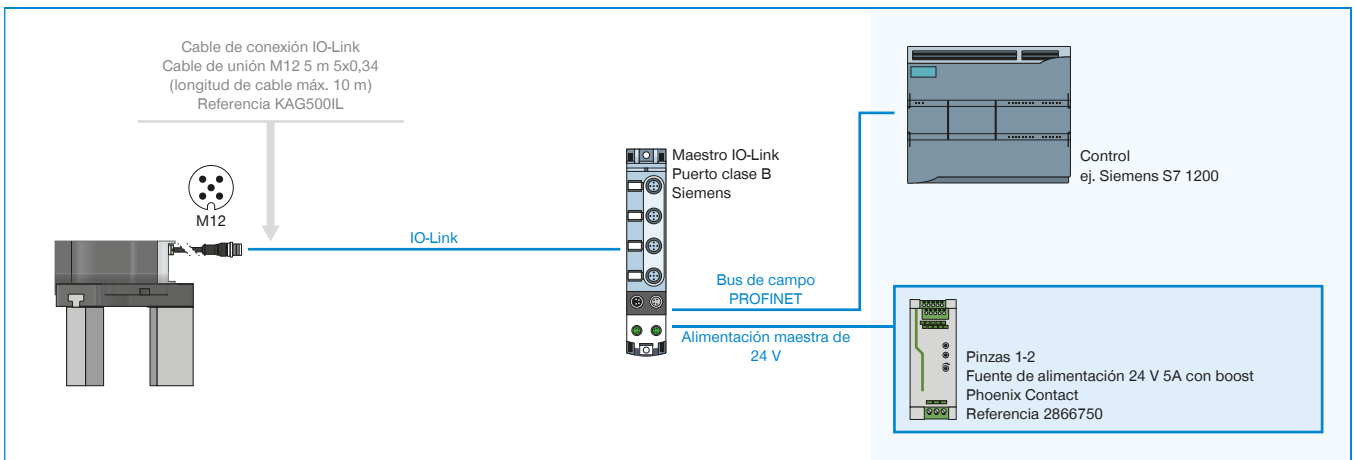 Cable de conexión IO-Link
Cable de unión M12 5 m 5x0,34
(longitud de cable máx. 10 m)
Referencia KAG500IL
M12
IO-Link
Maestro IO-Link
Puerto clase B
Siemens
Bus de campo
PROFINET
Alimentación maestra de
24 V
Control
ej. Siemens S7 1200
Pinzas 1-2
Fuente de alimentación 24 V 5A con boost
Phoenix Contact
Referencia 2866750